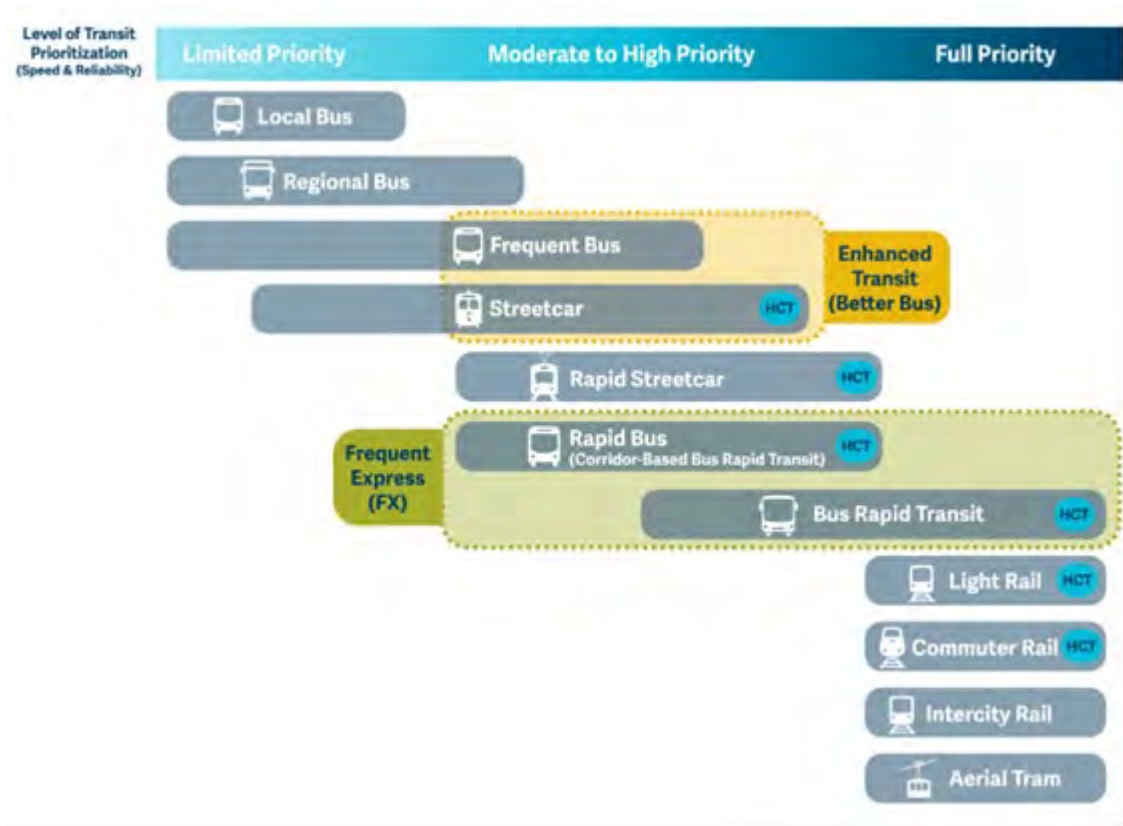 Level of Transit
Prioritization
(Speed & Reliability)
Limited Priority
Moderate to High Priority
Full Priority
Local Bus
Regional Bus
Frequent Bus
Enhanced
Transit
(Better Bus)
Streetcar
HCT
Rapid Streetcar
HCT
Frequent
Express
(FX)
Rapid Bus
(Corridor-Based Bus Rapid Transit)
HCT
Bus Rapid Transit
HCT
Light Rail
HCT
Commuter Rail
HCT
Intercity Rail
Aerial Tram